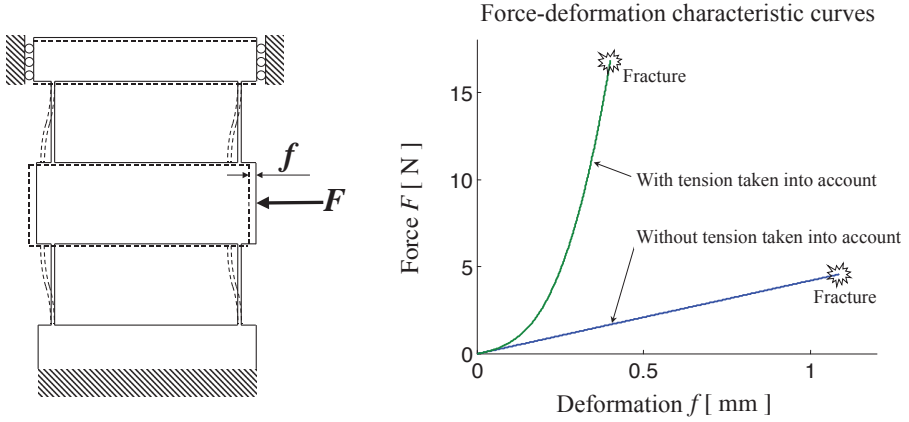 f
F
Force-deformation characteristic curves
Fracture
With tension taken into account
Without tension taken into account
Fracture
Force F [ N ]
15
10
5
0
0
0.5
1
Deformation f [ mm ]